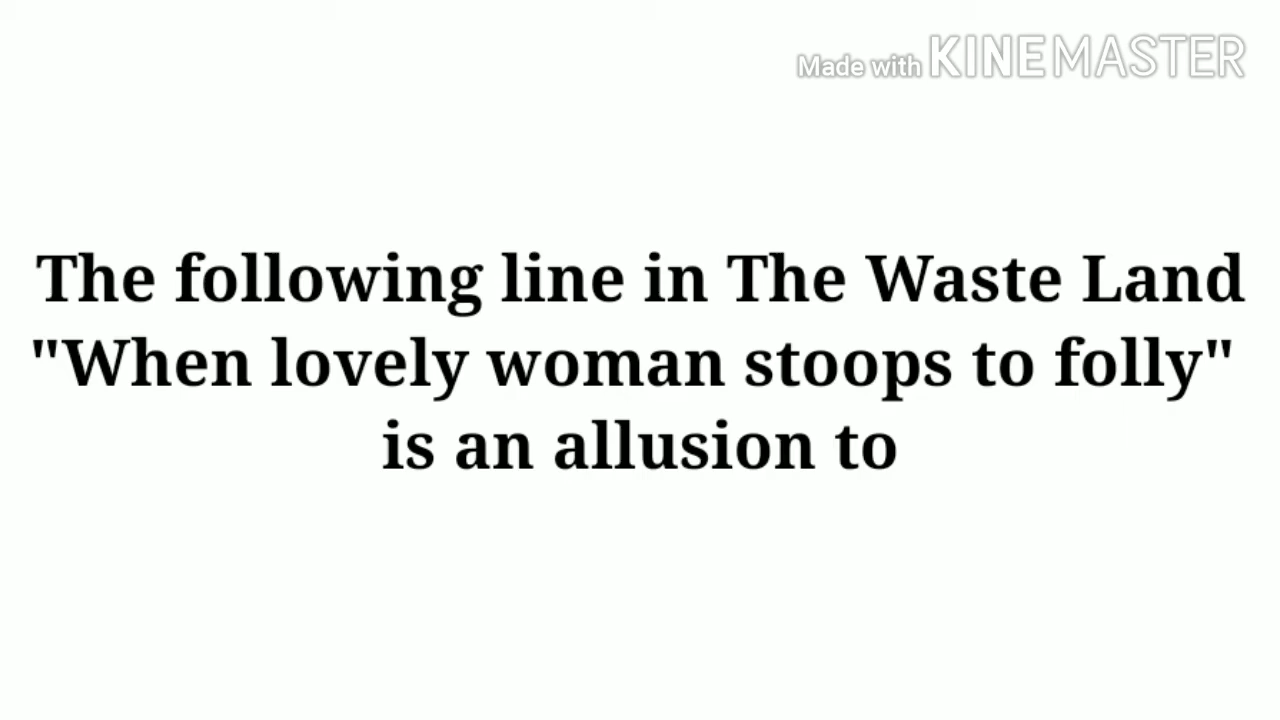 Made with KINEMASTER
The following line in The Waste Land
"When lovely woman stoops to folly"
is an allusion to